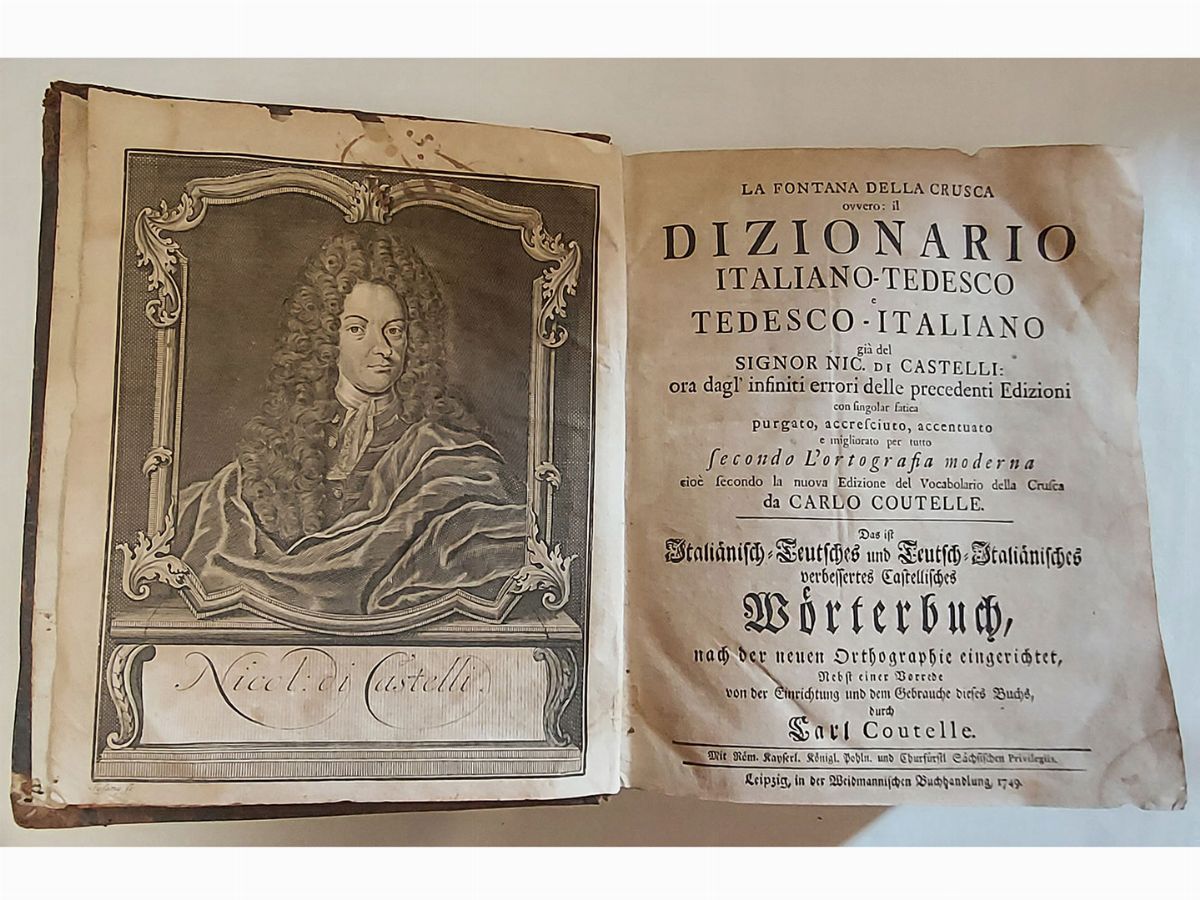 Nicol: di Castelli.
LA FONTANA DELLA CRUSCA
ovvero: il
DIZIONARIO
ITALIANO-TEDESCO
e
TEDESCO-ITALIANO
già del
SIGNOR NIC. DI CASTELLI:
ora dagl' infiniti errori delle precedenti Edizioni
con ſingolar fatica
purgato, accreſciuto, accentuato
e migliorato per tutto
ſecondo L'ortografia moderna
cioè ſecondo la nuova Edizione del Vocabolario della Cruſca
da CARLO COUTELLE.
Das iſt
Italiäniſch-Teutſches und Teutſch-Italiäniſches
verbeſſertes Caſtelliſches
Wörterbuch,
nach der neuen Orthographie eingerichtet,
Nebſt einer Vorrede
von der Einrichtung und dem Gebrauche dieſes Buchs,
durch
Carl Coutelle.
Mit Röm. Kayſerl. Königl. Pohln. und Churfürſtl Sächſiſchen Privilegiis.
Leipzig, in der Weidmanniſchen Buchhandlung, 1749.